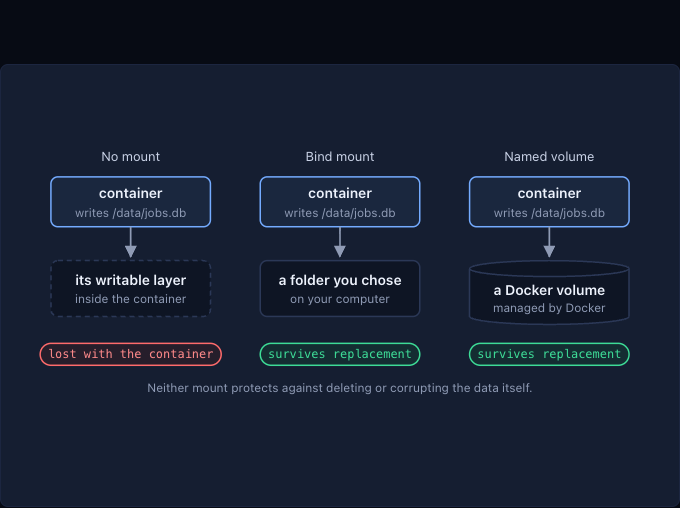 No mount
container
writes /data/jobs.db
its writable layer
inside the container
lost with the container
Bind mount
container
writes /data/jobs.db
a folder you chose
on your computer
survives replacement
Named volume
container
writes /data/jobs.db
a Docker volume
managed by Docker
survives replacement
Neither mount protects against deleting or corrupting the data itself.